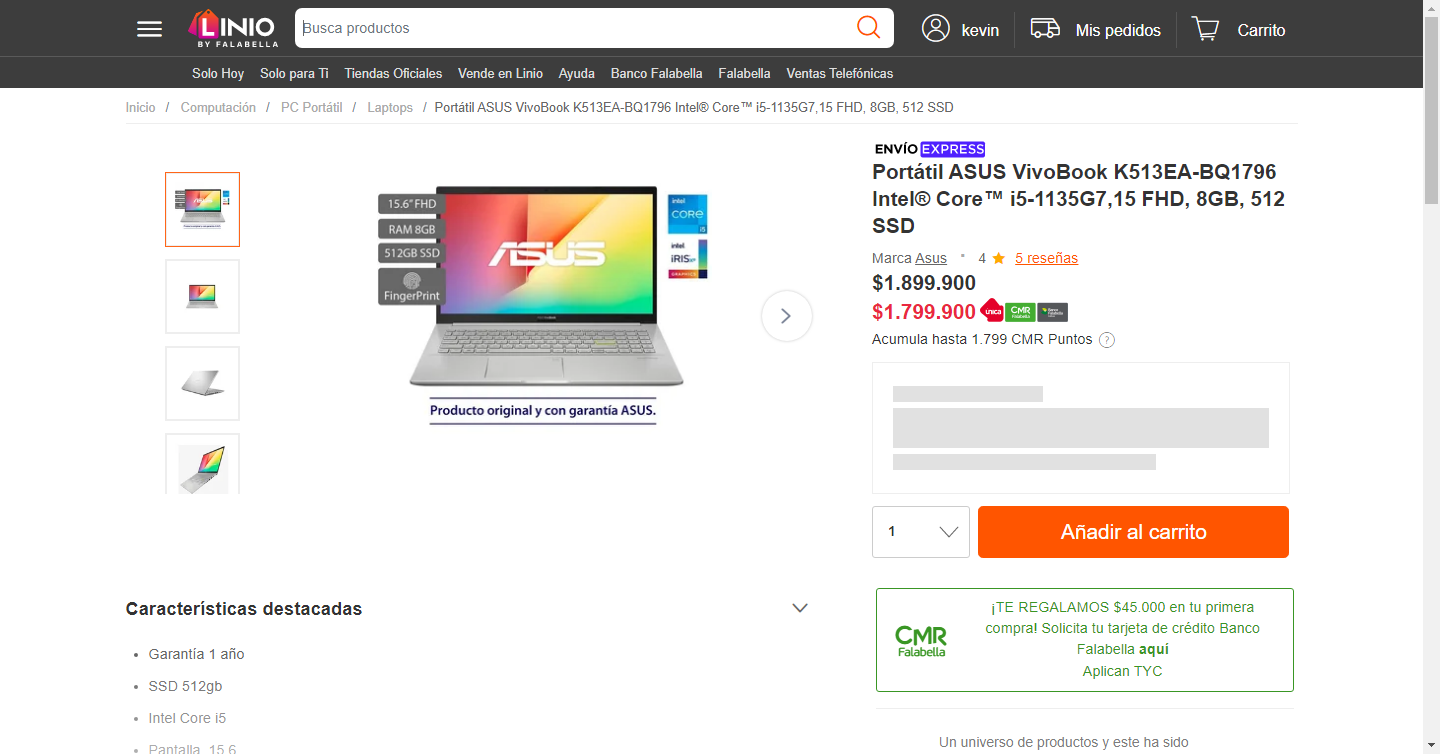 LINIO
BY FALABELLA
Busca productos
kevin
Mis pedidos
Carrito
Solo Hoy
Solo para Ti
Tiendas Oficiales
Vende en Linio
Ayuda
Banco Falabella
Falabella
Ventas Telefónicas
Inicio / Computación / PC Portátil / Laptops / Portátil ASUS VivoBook K513EA-BQ1796 Intel® Core™ i5-1135G7,15 FHD, 8GB, 512 SSD
15.6" FHD
RAM 8GB
512GB SSD
FingerPrint
ASUS
intel
CORE
i5
intel
iRIS xe
GRAPHICS
Producto original y con garantía ASUS.
ENVÍO EXPRESS
Portátil ASUS VivoBook K513EA-BQ1796
Intel® Core™ i5-1135G7,15 FHD, 8GB, 512
SSD
Marca Asus 4 5 reseñas
$1.899.900
$1.799.900 única CMR Falabella
Acumula hasta 1.799 CMR Puntos ?
1
Añadir al carrito
CMR
Falabella
¡TE REGALAMOS $45.000 en tu primera
compra! Solicita tu tarjeta de crédito Banco
Falabella aquí
Aplican TYC
Un universo de productos y este ha sido
Características destacadas
• Garantía 1 año
• SSD 512gb
• Intel Core i5
• Pantalla 15.6